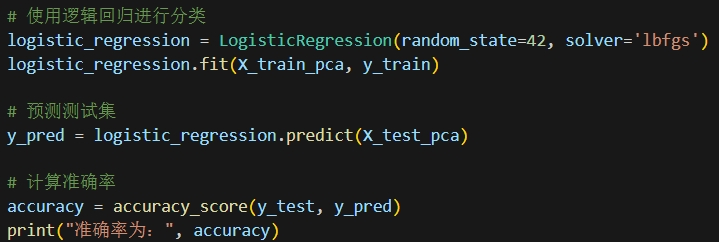 # 使用逻辑回归进行分类
logistic_regression = LogisticRegression(random_state=42, solver='lbfgs')
logistic_regression.fit(X_train_pca, y_train)
# 预测测试集
y_pred = logistic_regression.predict(X_test_pca)
# 计算准确率
accuracy = accuracy_score(y_test, y_pred)
print("准确率为：", accuracy)